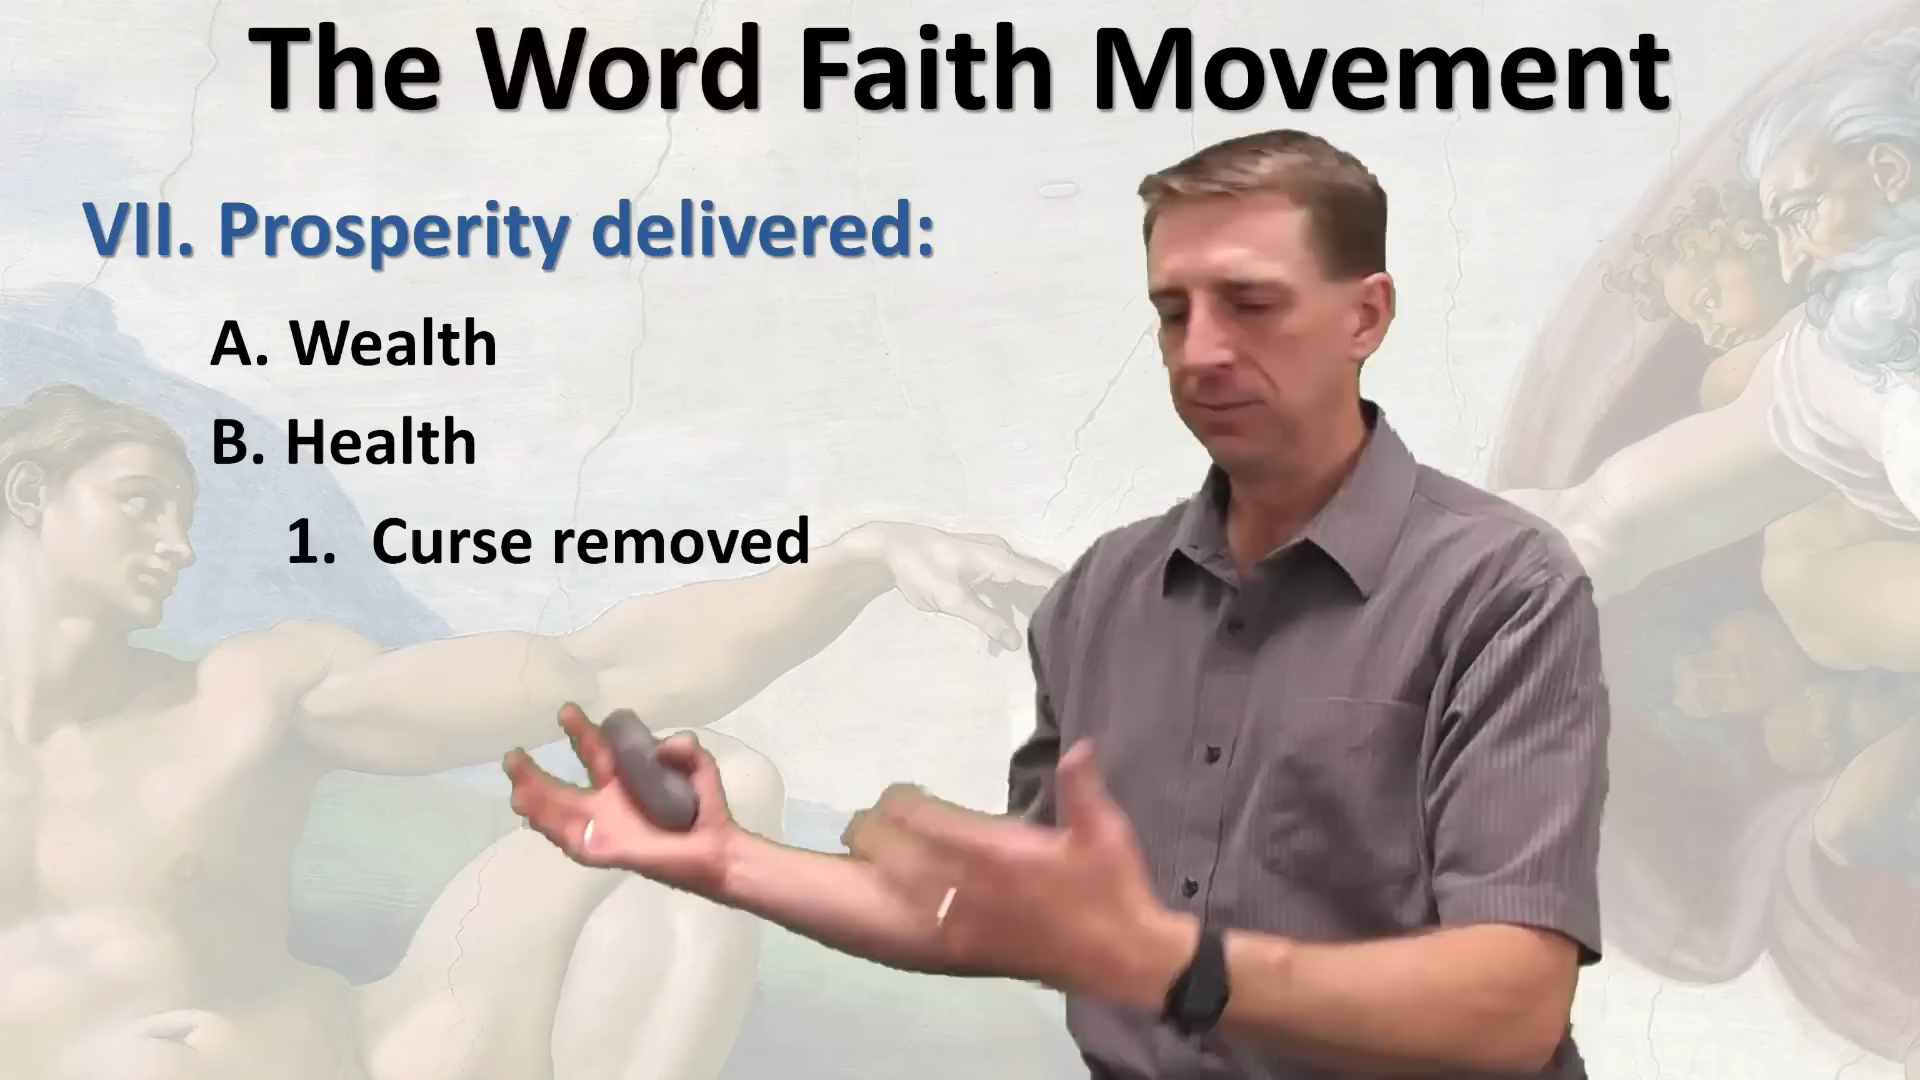 The Word Faith Movement
VII. Prosperity delivered:
A. Wealth
B. Health
1. Curse removed